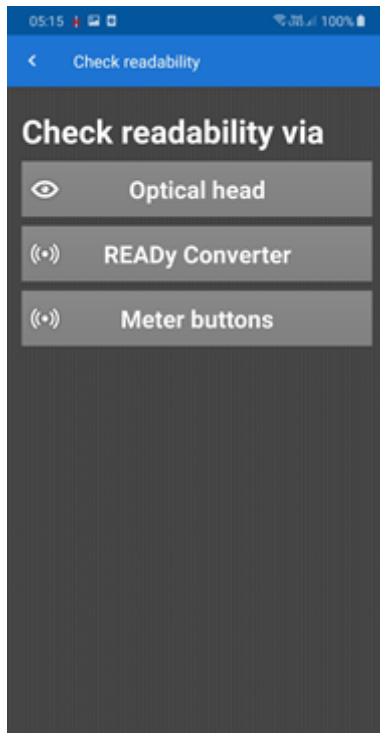 05:15 100%
Check readability
Check readability via
Optical head
READy Converter
Meter buttons